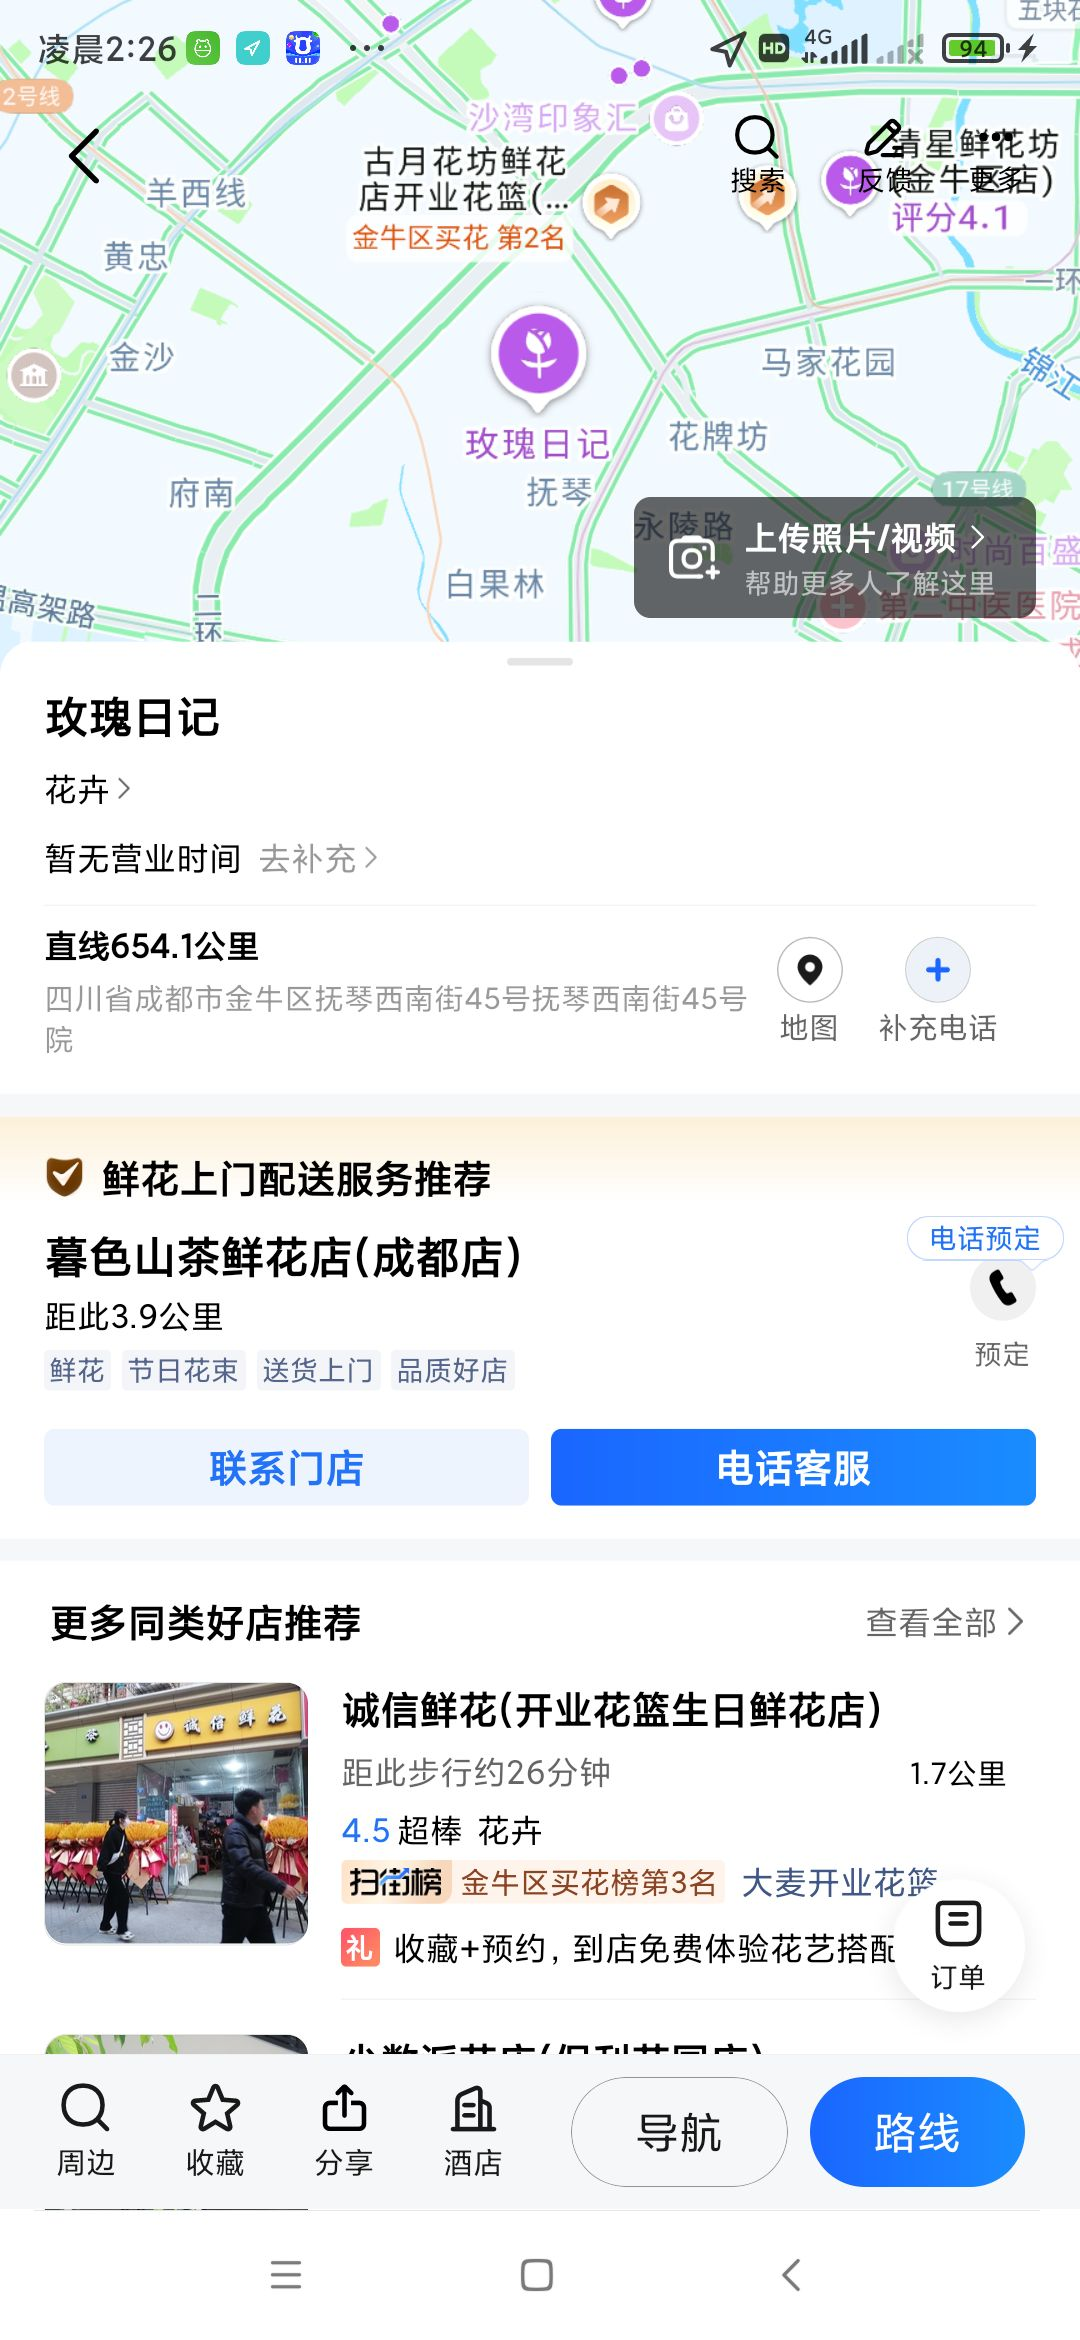 凌晨2:26
HD
4G
94
五块石
2号线
沙湾印象汇
搜索
反馈
更多
清星鲜花坊
(金牛区店)
评分4.1
古月花坊鲜花
店开业花篮(...
金牛区买花 第2名
羊西线
黄忠
一环
金沙
马家花园
锦江
玫瑰日记
花牌坊
抚琴
府南
17号线
永陵路
上传照片/视频 >
帮助更多人了解这里
时尚百盛
第二中医医院
白果林
高架路
二环
玫瑰日记
花卉 >
暂无营业时间 去补充 >
直线654.1公里
四川省成都市金牛区抚琴西南街45号抚琴西南街45号
院
地图
补充电话
鲜花上门配送服务推荐
暮色山茶鲜花店(成都店)
电话预定
距此3.9公里
预定
鲜花 节日花束 送货上门 品质好店
联系门店
电话客服
更多同类好店推荐
查看全部 >
诚信鲜花
诚信鲜花(开业花篮生日鲜花店)
距此步行约26分钟
1.7公里
4.5 超棒 花卉
扫街榜 金牛区买花榜第3名 大麦开业花篮
礼 收藏+预约, 到店免费体验花艺搭配
订单
周边
收藏
分享
酒店
导航
路线